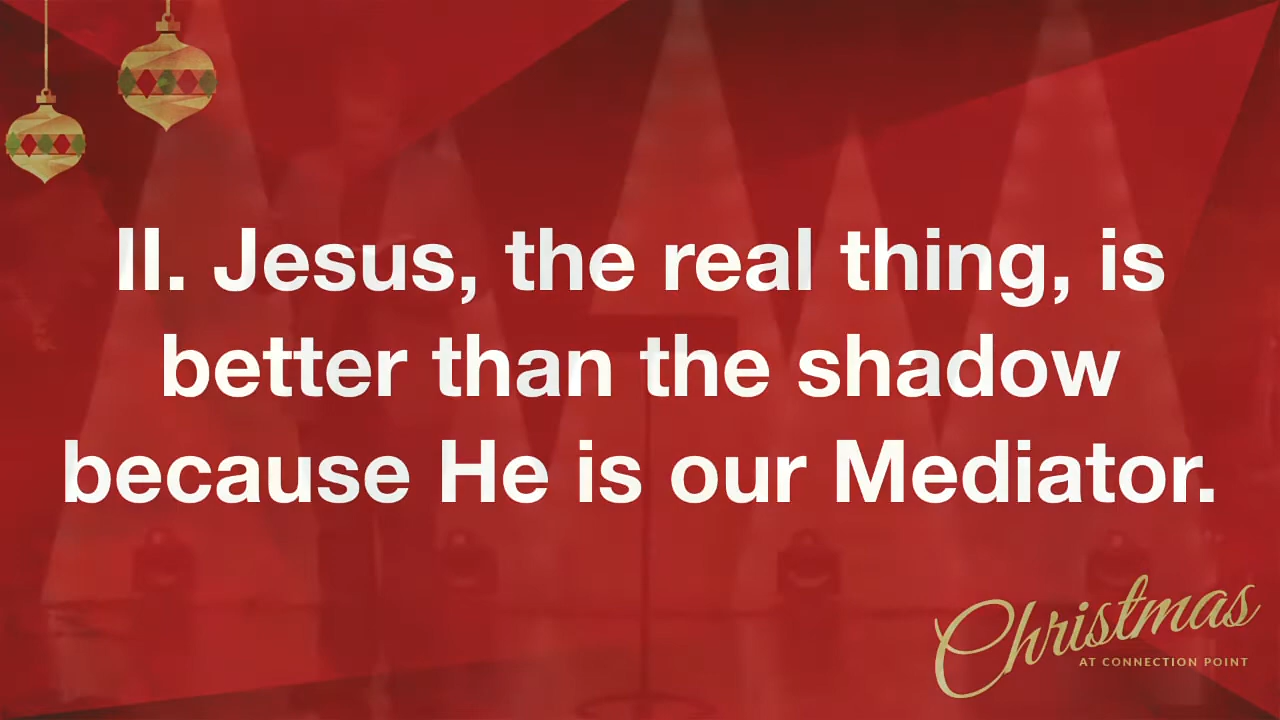 II. Jesus, the real thing, is
better than the shadow
because He is our Mediator.
Christmas
AT CONNECTION POINT